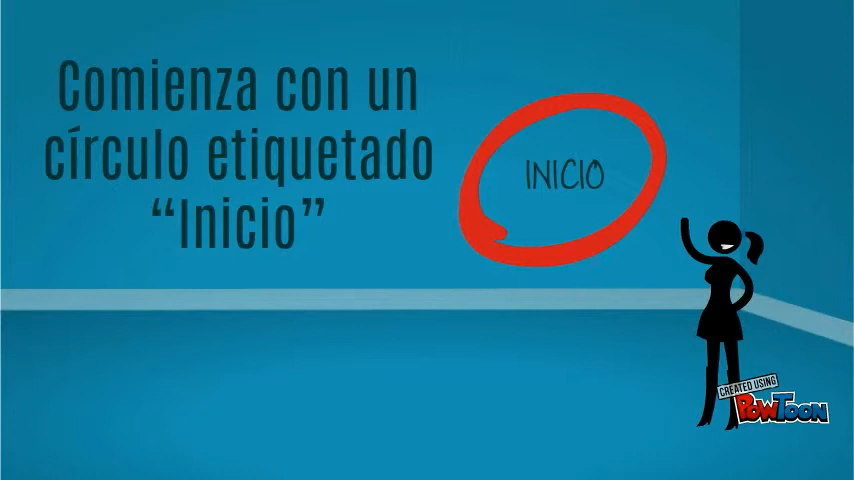 Comienza con un
círculo etiquetado
“Inicio”
INICIO
CREATED USING
POWTOON